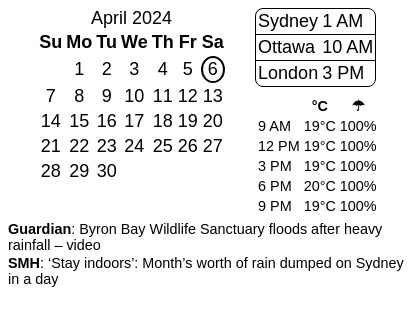 April 2024
Su Mo Tu We Th Fr Sa
1 2 3 4 5 6
7 8 9 10 11 12 13
14 15 16 17 18 19 20
21 22 23 24 25 26 27
28 29 30
Sydney 1 AM
Ottawa 10 AM
London 3 PM
°C ☂
9 AM 19°C 100%
12 PM 19°C 100%
3 PM 19°C 100%
6 PM 20°C 100%
9 PM 19°C 100%
Guardian: Byron Bay Wildlife Sanctuary floods after heavy
rainfall – video
SMH: ‘Stay indoors’: Month’s worth of rain dumped on Sydney
in a day